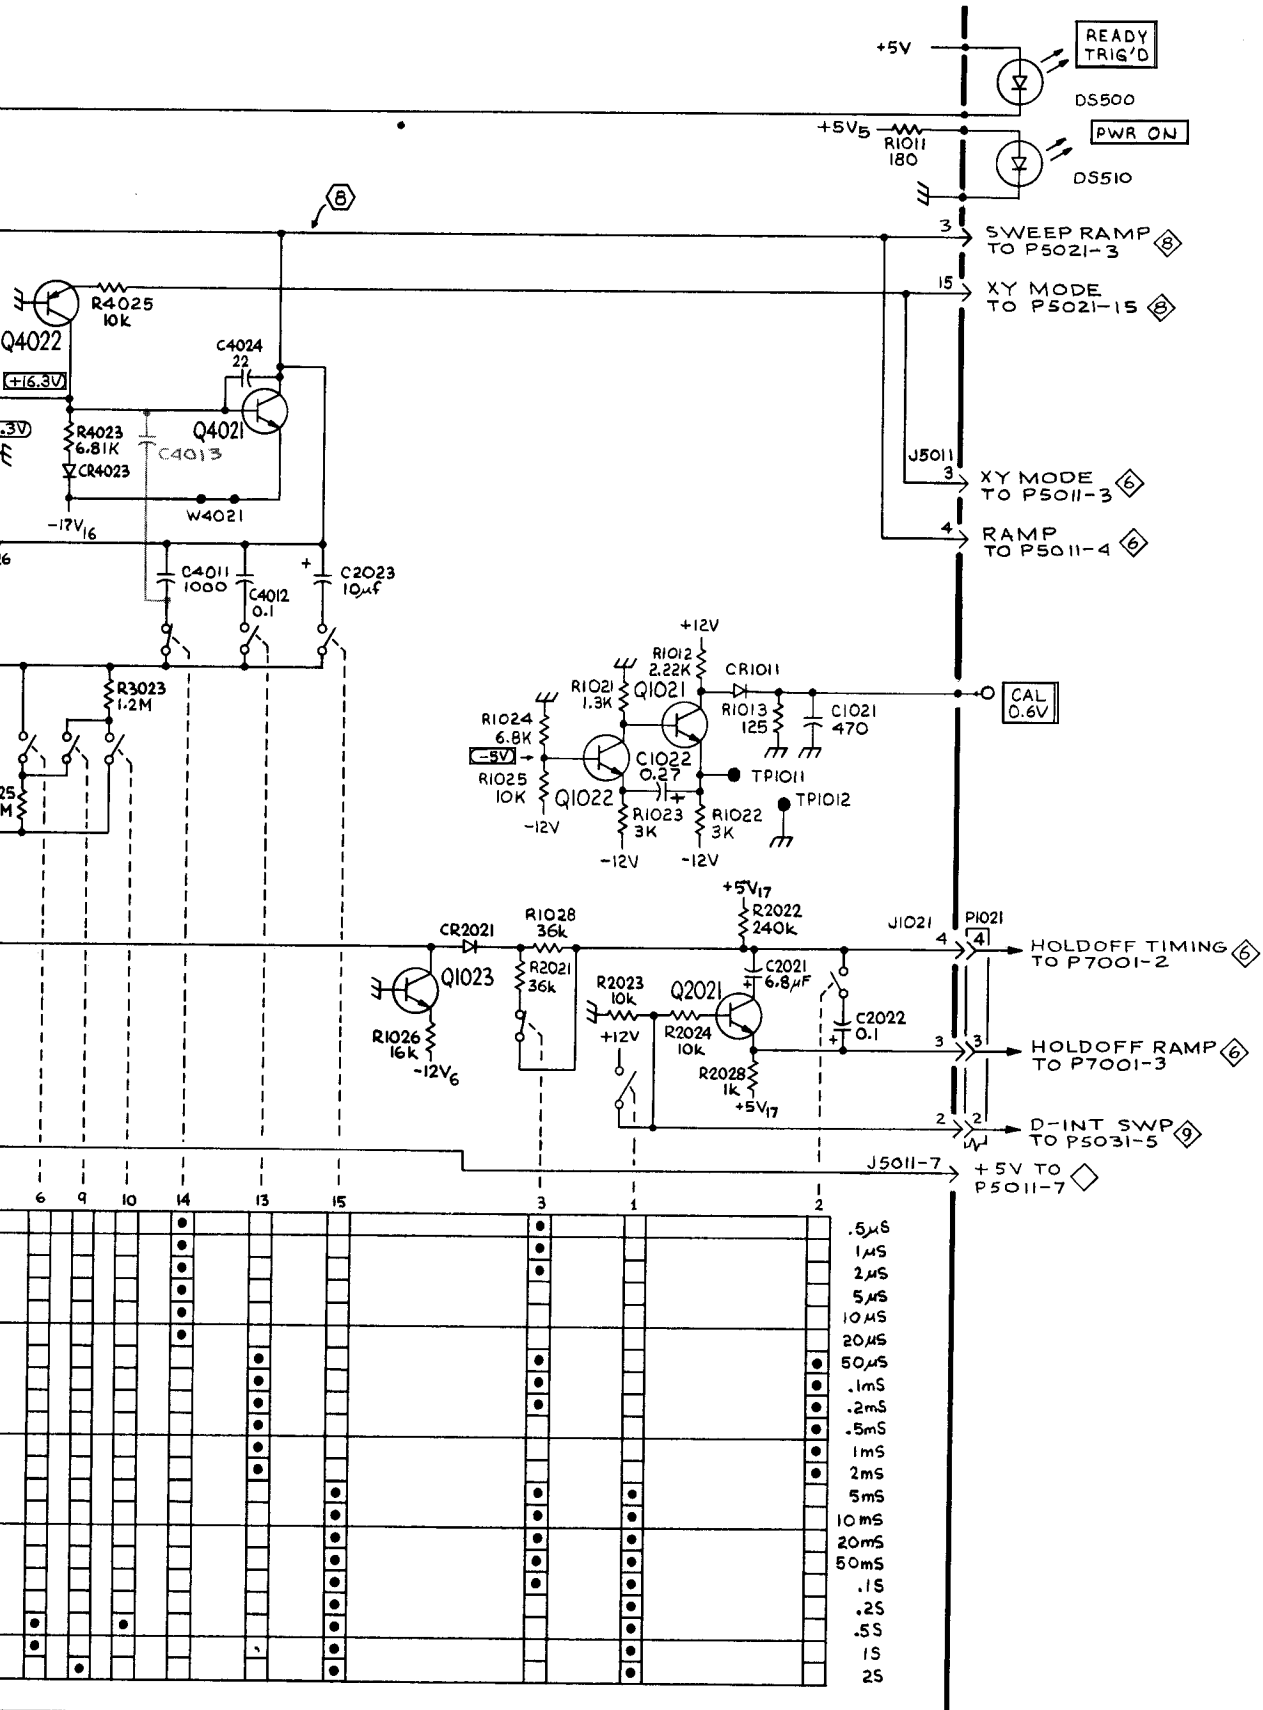 +5V
READY
TRIG'D
DS500
+5V5
R1011
180
PWR ON
DS510
8
3
SWEEP RAMP 8
TO P5021-3
15
XY MODE
TO P5021-15 8
R4025
10K
Q4022
C4024
22
+16.3V
.3V
R4023
6.81K
Q4021
C4013
CR4023
W4021
-17V16
J5011
3
XY MODE 6
TO P5011-3
4
RAMP
TO P5011-4 6
C4011
1000
C4012
0.1
+
C2023
10µf
+12V
R1012
2.22K
CR1011
R1021
1.3K
Q1021
R1024
6.8K
R1013
125
C1021
470
CAL
0.6V
-5V
R1025
10K
C1022
0.27
+
TP1011
Q1022
TP1012
-12V
R1023
3K
R1022
3K
-12V
-12V
R3023
1.2M
25
M
+5V17
R2022
240K
J1021
P1021
CR2021
R1028
36K
4
4
HOLDOFF TIMING 6
TO P7001-2
Q1023
R2021
36K
C2021
6.8µF
+
R2023
10K
Q2021
R1026
16K
-12V6
+12V
R2024
10K
C2022
0.1
+
3
3
HOLDOFF RAMP 6
TO P7001-3
R2028
1K
+5V17
2
2
D-INT SWP 9
TO P5031-5
J5011-7
+5V TO
P5011-7
6 9 10 14 13 15 3 1 2
.5µS
1µS
2µS
5µS
10µS
20µS
50µS
.1mS
.2mS
.5mS
1mS
2mS
5mS
10mS
20mS
50mS
.1S
.2S
.5S
1S
2S